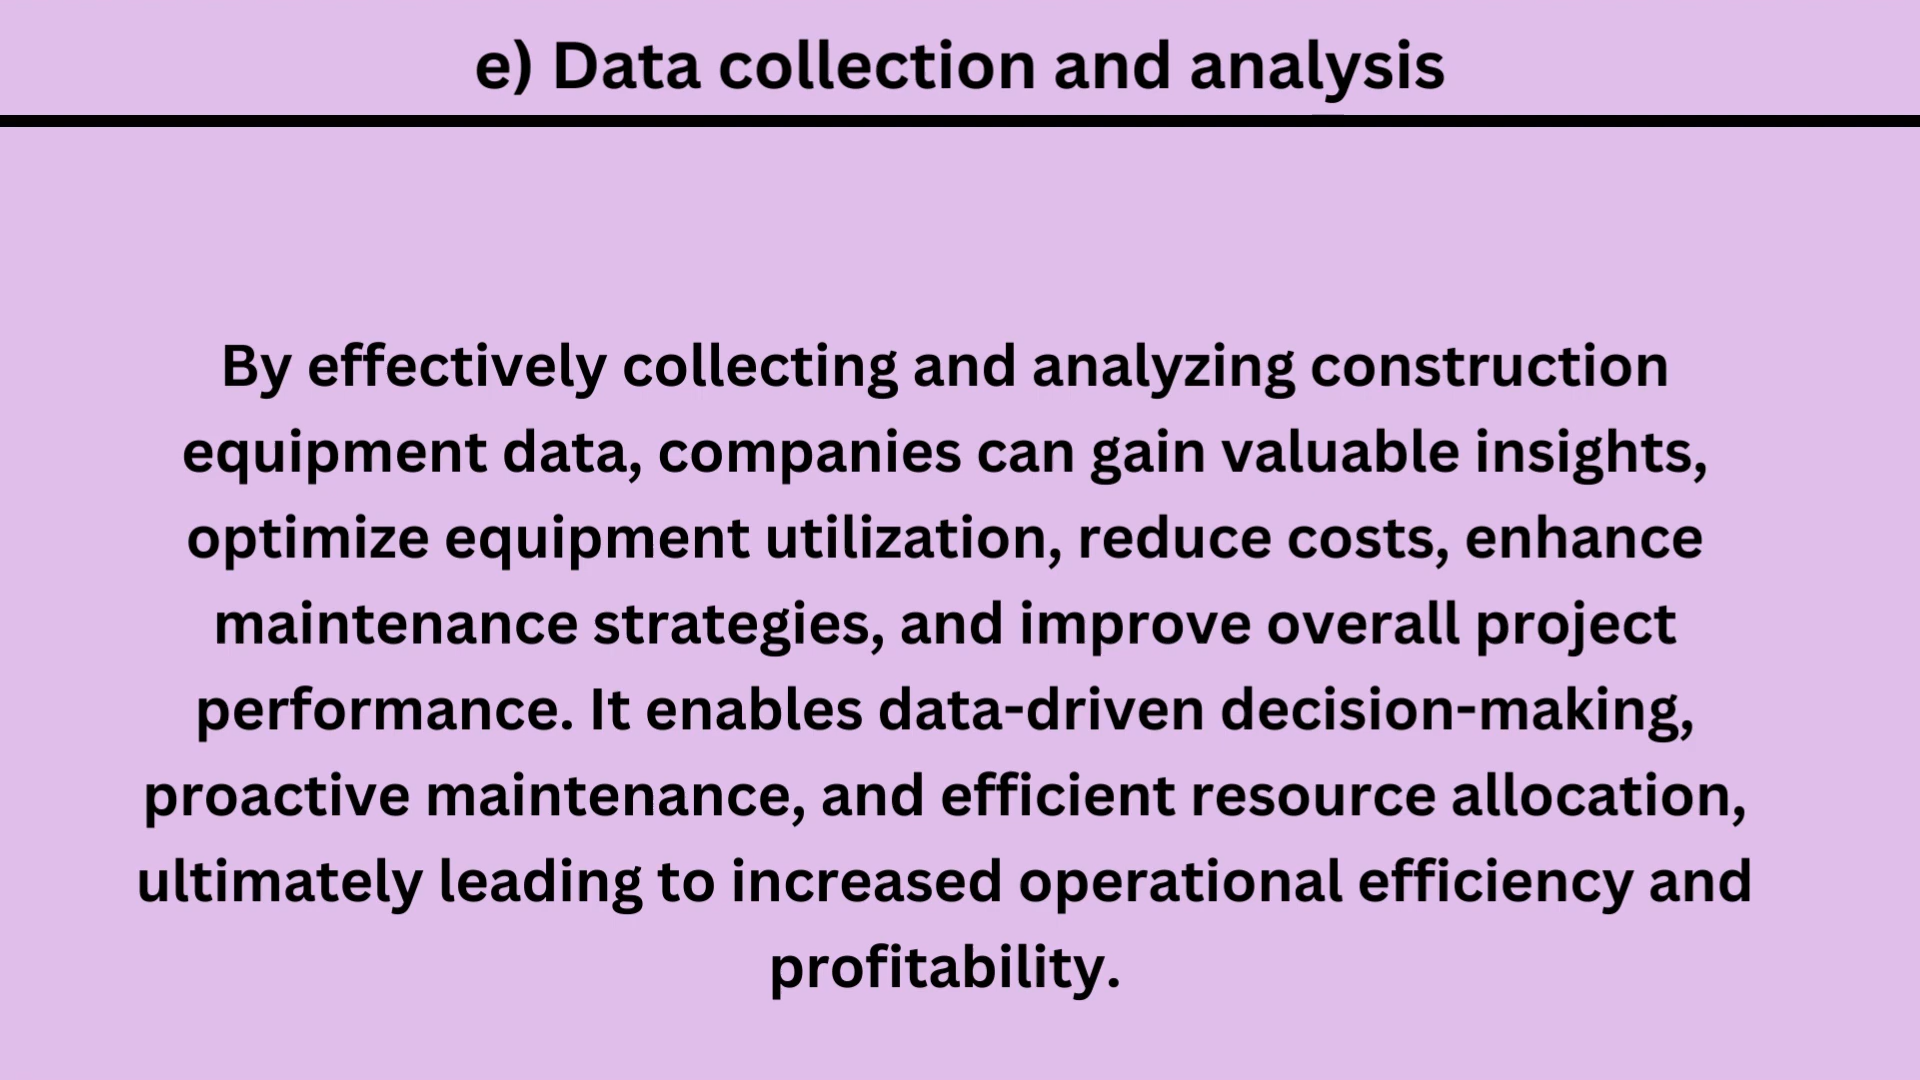 e) Data collection and analysis
By effectively collecting and analyzing construction
equipment data, companies can gain valuable insights,
optimize equipment utilization, reduce costs, enhance
maintenance strategies, and improve overall project
performance. It enables data-driven decision-making,
proactive maintenance, and efficient resource allocation,
ultimately leading to increased operational efficiency and
profitability.